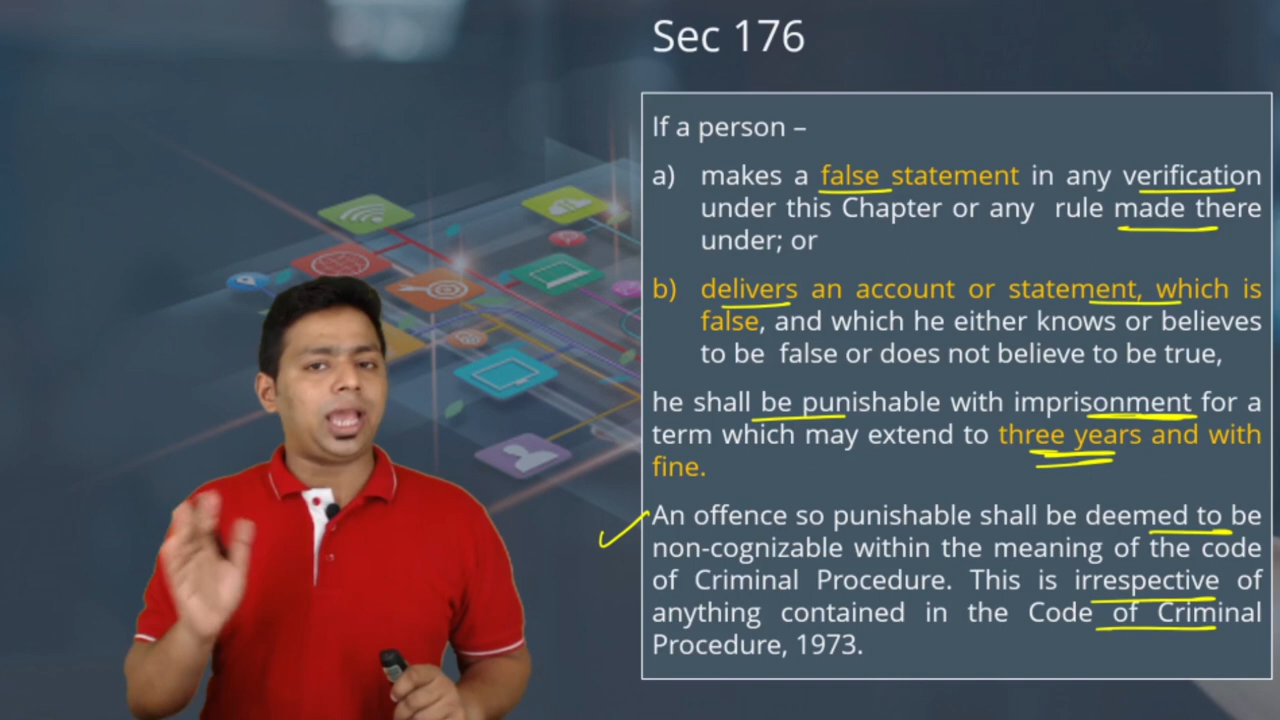 Sec 176
If a person –
a) makes a false statement in any verification
under this Chapter or any rule made there
under; or
b) delivers an account or statement, which is
false, and which he either knows or believes
to be false or does not believe to be true,
he shall be punishable with imprisonment for a
term which may extend to three years and with
fine.
An offence so punishable shall be deemed to be
non-cognizable within the meaning of the code
of Criminal Procedure. This is irrespective of
anything contained in the Code of Criminal
Procedure, 1973.